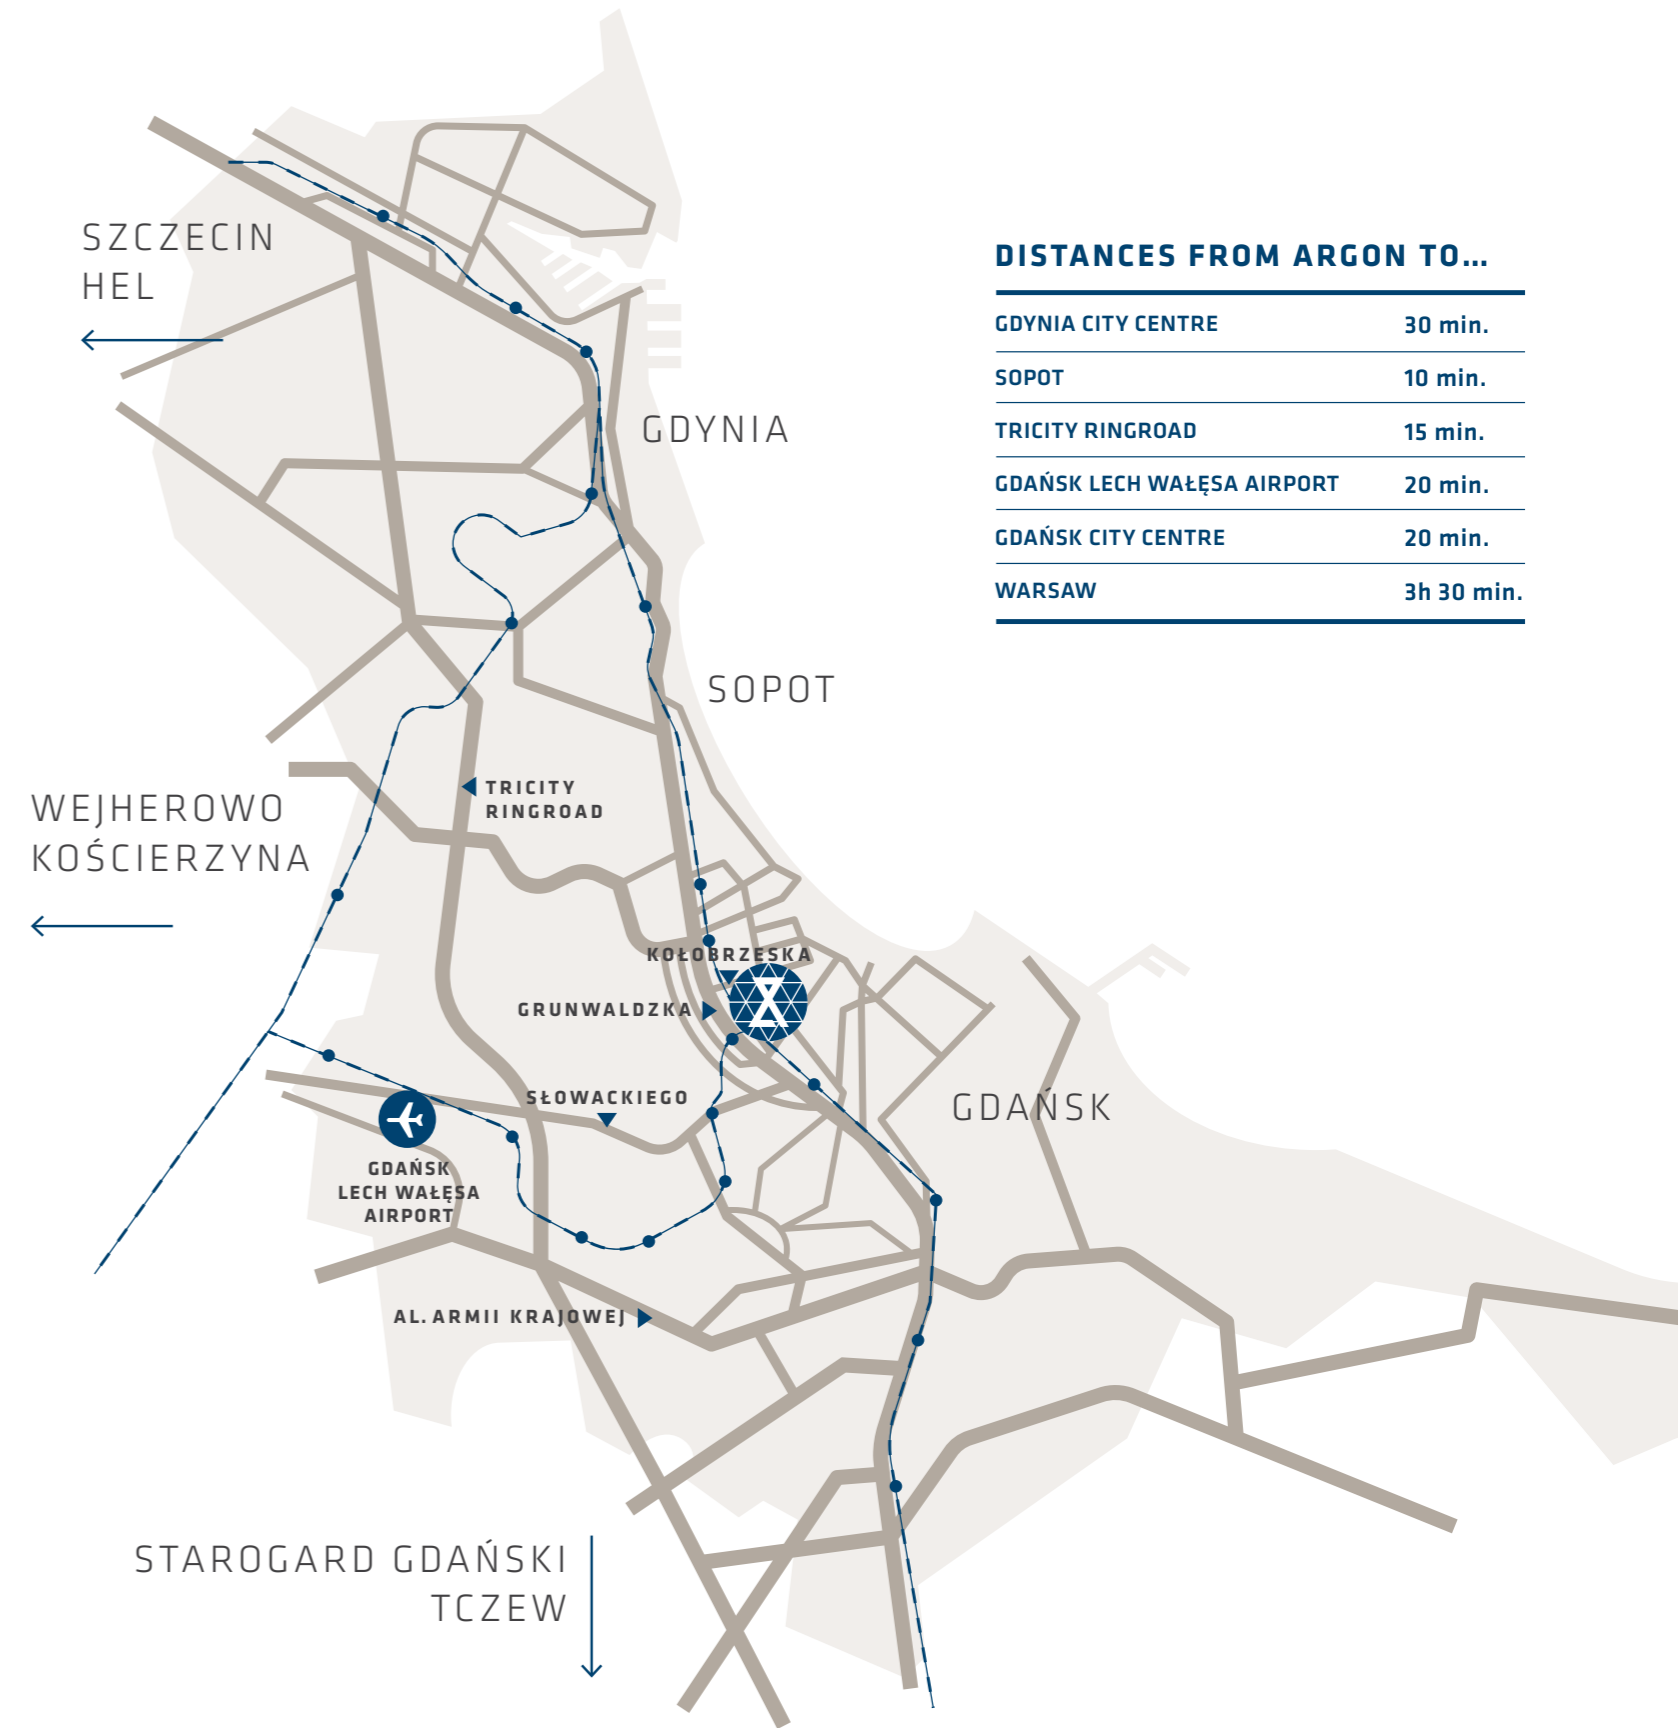 SZCZECIN
HEL
DISTANCES FROM ARGON TO…
GDYNIA CITY CENTRE 30 min.
SOPOT 10 min.
TRICITY RINGROAD 15 min.
GDAŃSK LECH WAŁĘSA AIRPORT 20 min.
GDAŃSK CITY CENTRE 20 min.
WARSAW 3h 30 min.
GDYNIA
SOPOT
TRICITY
RINGROAD
WEJHEROWO
KOŚCIERZYNA
KOŁOBRZESKA
GRUNWALDZKA
SŁOWACKIEGO
GDAŃSK
GDAŃSK
LECH WAŁĘSA
AIRPORT
AL. ARMII KRAJOWEJ
STAROGARD GDAŃSKI
TCZEW